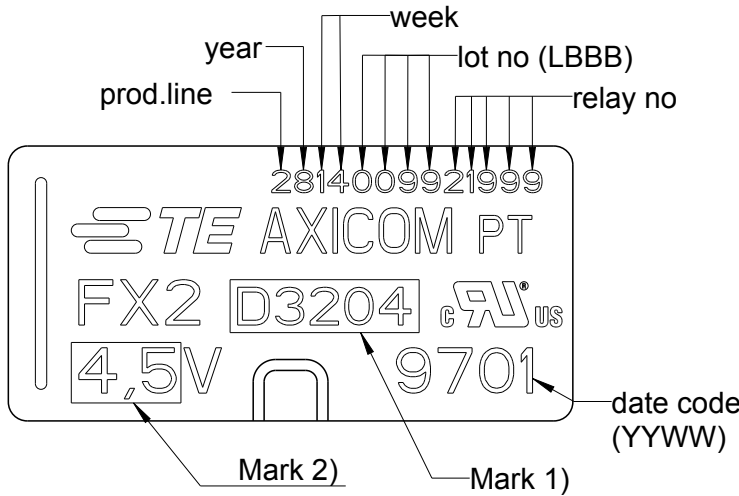 week
year
lot no (LBBB)
prod.line
relay no
2814009921999
TE AXICOM PT
FX2 D3204 c RU® US
4,5V 9701
date code
(YYWW)
Mark 2)
Mark 1)